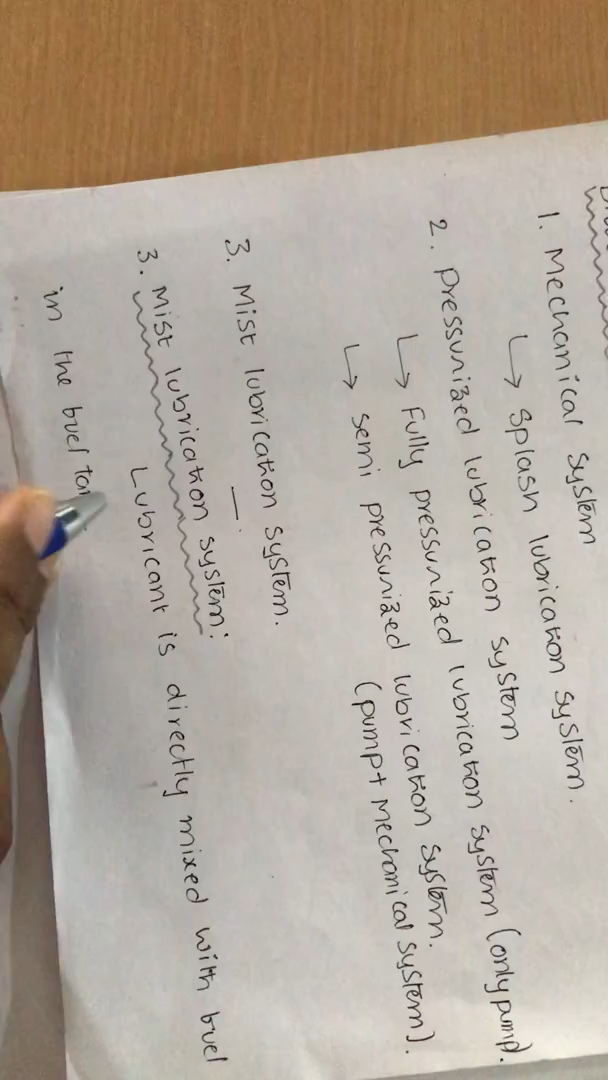 1. Mechanical system
↳ Splash lubrication system.
2. Pressurized lubrication system
↳ Fully pressurized lubrication system (only pump).
↳ Semi pressurized lubrication system.
(pump + Mechanical system).
3. Mist lubrication system.
3. Mist lubrication system:
Lubricant is directly mixed with fuel
in the fuel